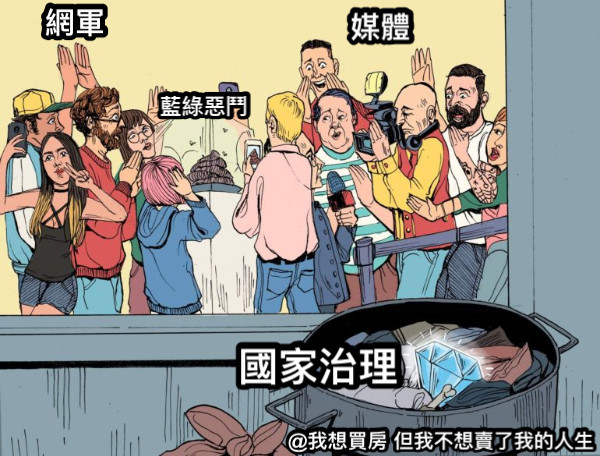 網軍
媒體
藍綠惡鬥
國家治理
@我想買房 但我不想賣了我的人生